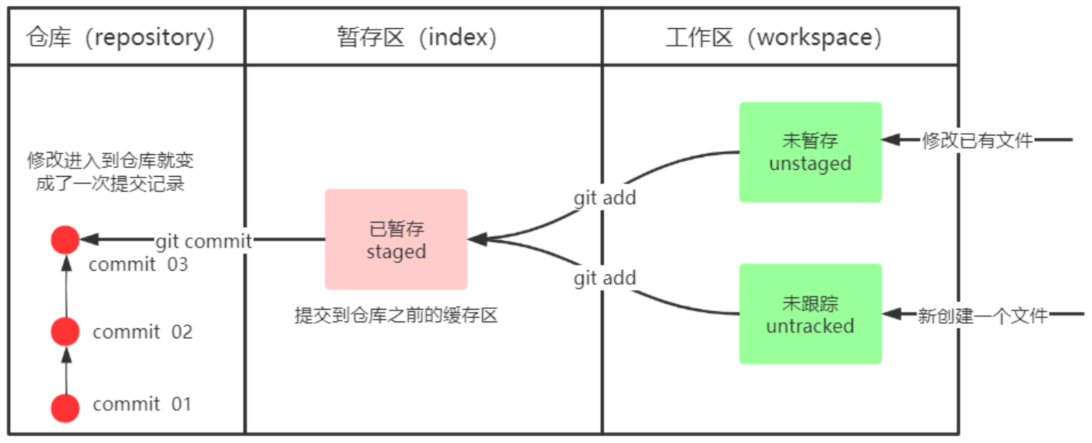 仓库（repository）
暂存区（index）
工作区（workspace）
修改进入到仓库就变
成了一次提交记录
commit 03
commit 02
commit 01
git commit
已暂存
staged
提交到仓库之前的缓存区
git add
git add
未暂存
unstaged
修改已有文件
未跟踪
untracked
新创建一个文件